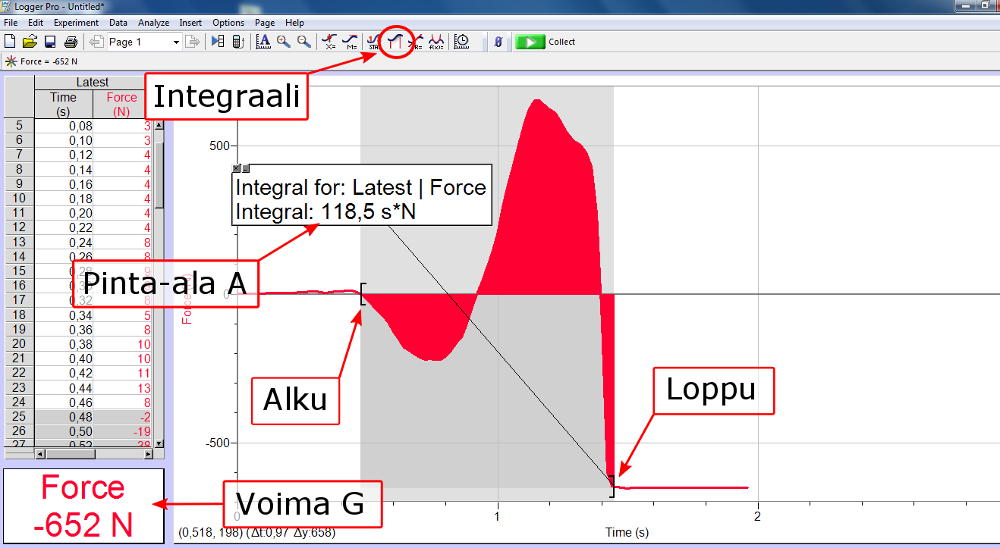 Logger Pro - Untitled*
File Edit Experiment Data Analyze Insert Options Page Help
Page 1
X= M= STAT R= f(x)= Collect
Force = -652 N
Integraali
Latest
Time Force
(s) (N)
5 0,08 3
6 0,10 3
7 0,12 4
8 0,14 4
9 0,16 4
10 0,18 4
11 0,20 4
12 0,22 4
13 0,24 8
14 0,26 8
15 0,28 9
16
17 0,32 8
18 0,34 5
19 0,36 8
20 0,38 10
21 0,40 10
22 0,42 11
23 0,44 13
24 0,46 8
25 0,48 -2
26 0,50 -19
27 0,52 -38
500
Integral for: Latest | Force
Integral: 118,5 s*N
Pinta-ala A
0
Force (N)
Alku
Loppu
-500
Force
-652 N
Voima G
0 1 2
(0,518, 198) (Δt:0,97 Δy:658)
Time (s)